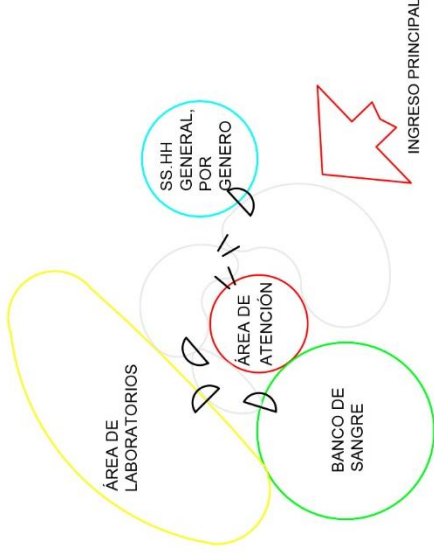 ÁREA DE
LABORATORIOS
SS.HH
GENERAL,
POR
GENERO
ÁREA DE
ATENCIÓN
BANCO DE
SANGRE
INGRESO PRINCIPAL